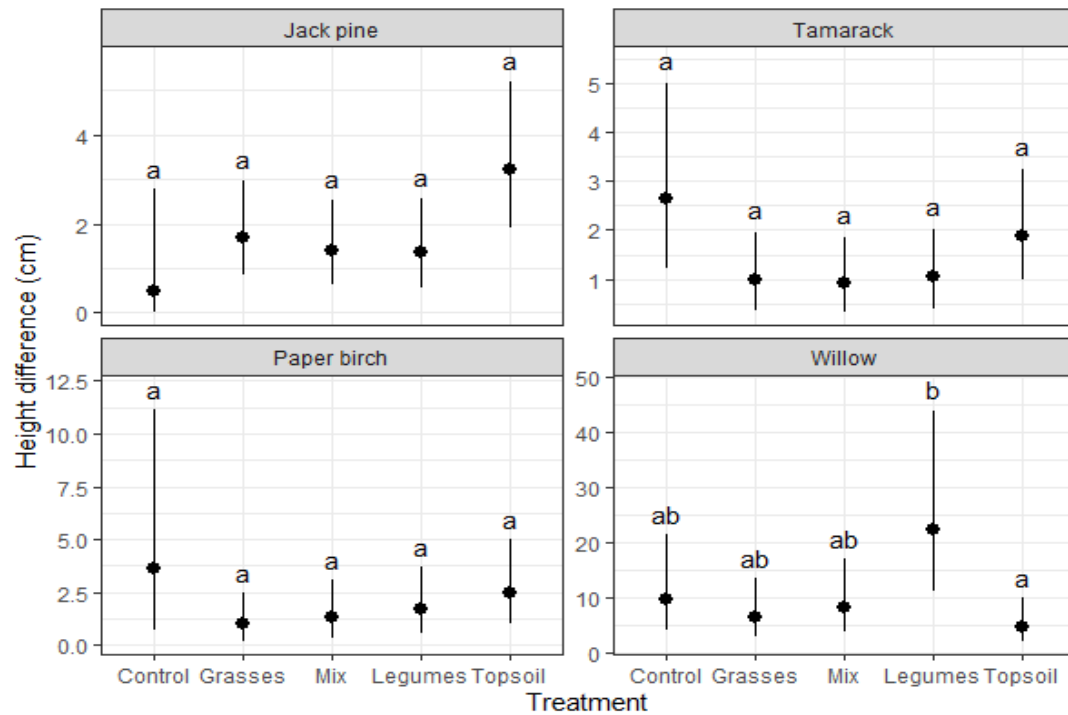 Jack pine
Tamarack
a a a a a
a a a a a
4
2
0
5
4
3
2
1
Height difference (cm)
Paper birch
Willow
a a a a a
ab ab ab b a
12.5
10.0
7.5
5.0
2.5
0.0
50
40
30
20
10
0
Control Grasses Mix Legumes Topsoil
Control Grasses Mix Legumes Topsoil
Treatment